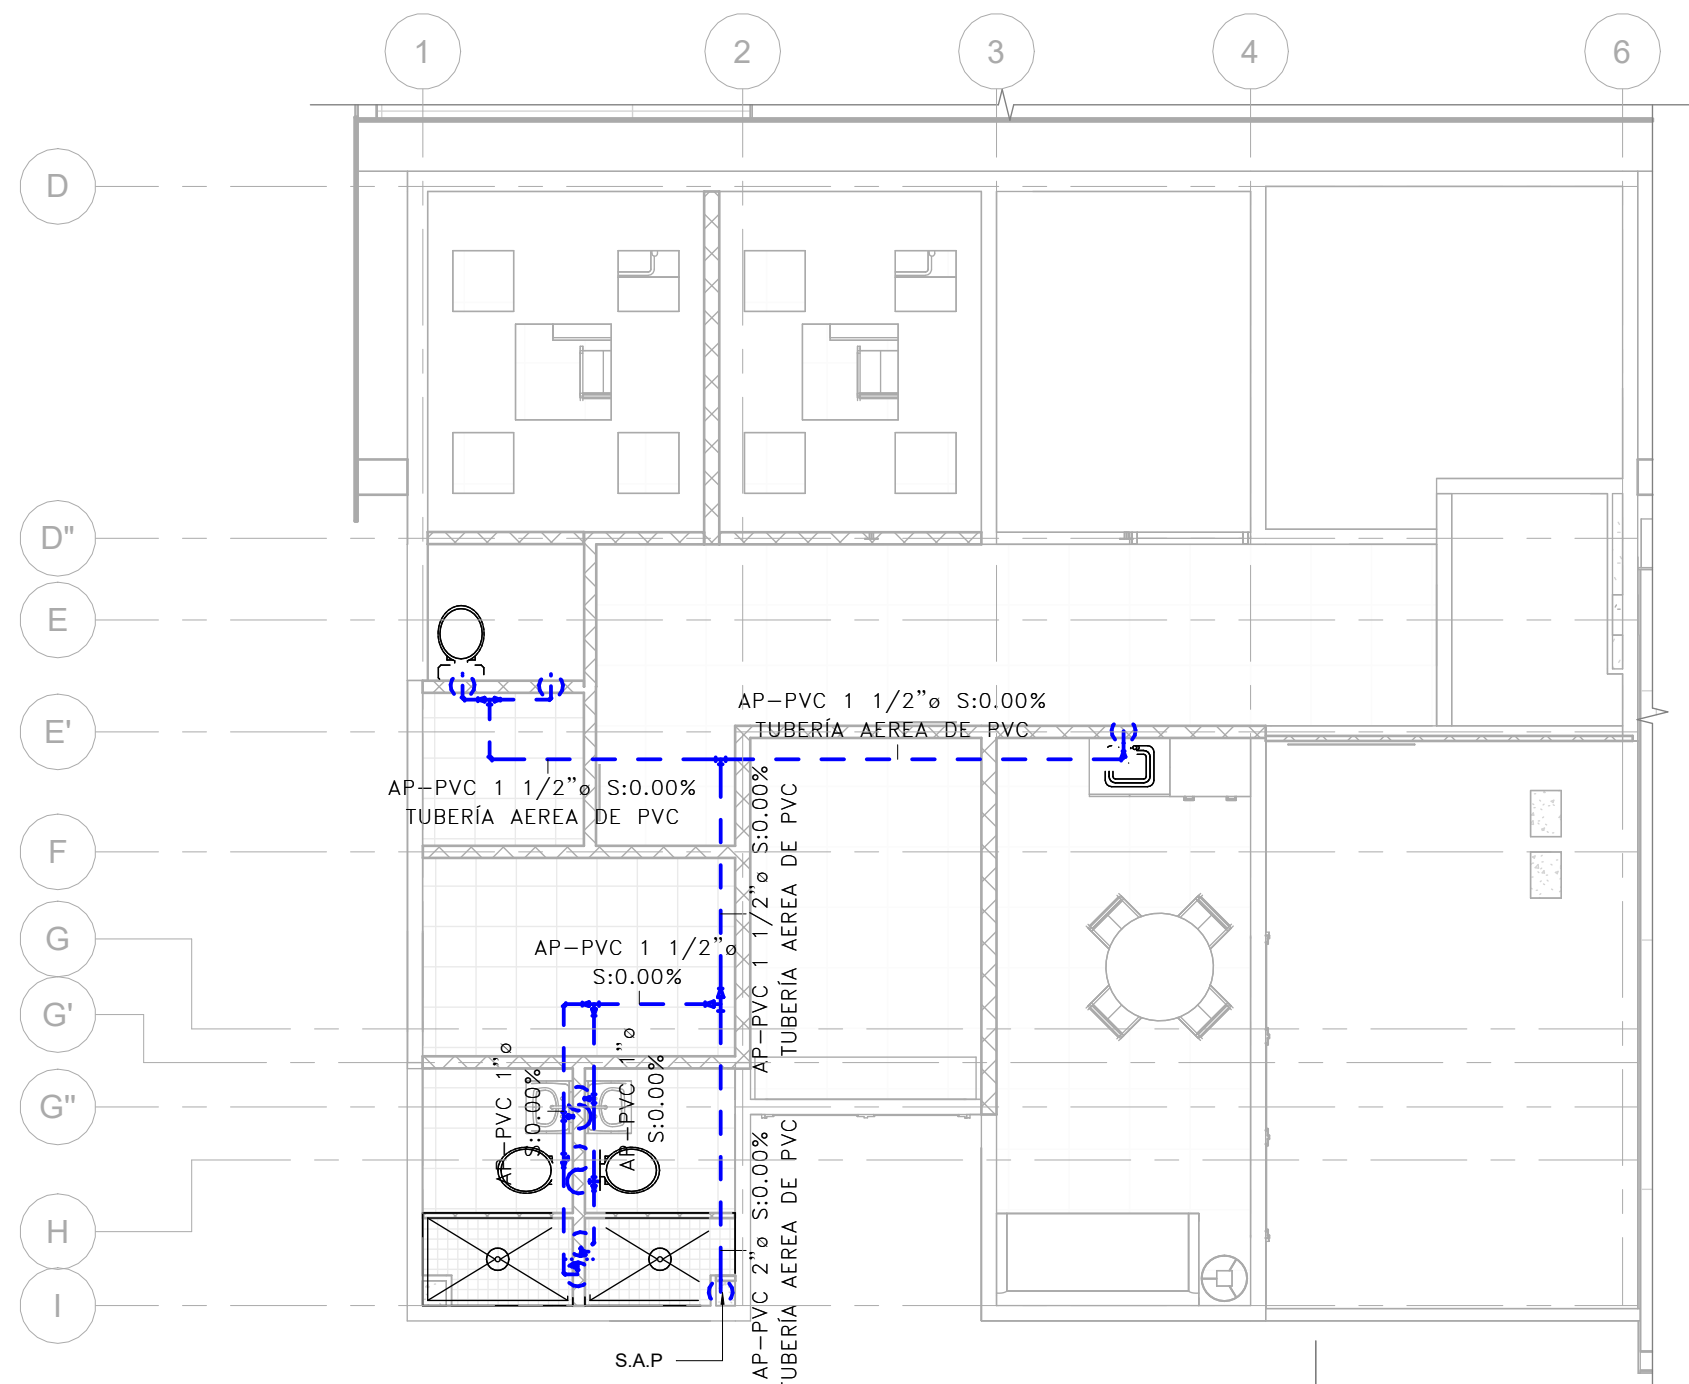 1
2
3
4
6
D
D"
E
E'
F
G
G'
G"
H
I
AP-PVC 1 1/2”ø S:0.00%
TUBERÍA AEREA DE PVC
AP-PVC 1 1/2”ø S:0.00%
TUBERÍA AEREA DE PVC
AP-PVC 1 1/2”ø S:0.00%
TUBERÍA AEREA DE PVC
AP-PVC 1 1/2”ø
S:0.00%
AP-PVC 1”ø
S:0.00%
AP-PVC 1”ø
S:0.00%
AP-PVC 2”ø S:0.00%
TUBERÍA AEREA DE PVC
S.A.P